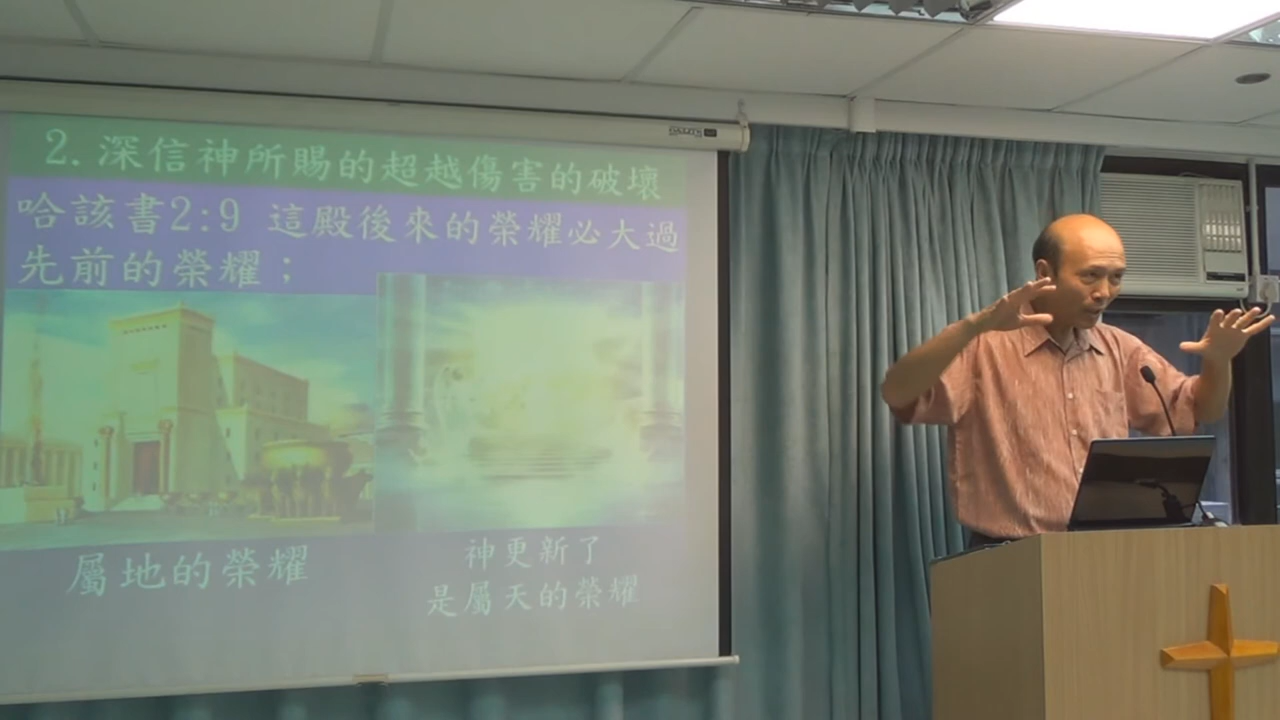 2. 深信神所賜的超越傷害的破壞
哈該書2:9 這殿後來的榮耀必大過
先前的榮耀；
屬地的榮耀
神更新了
是屬天的榮耀